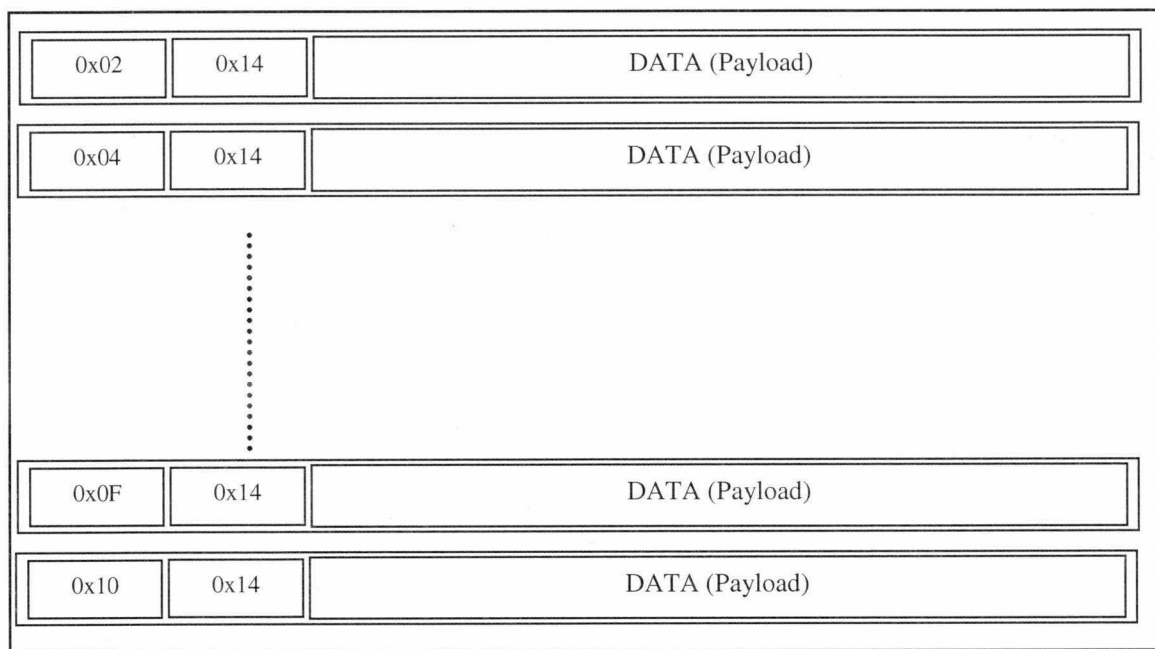 0x02 0x14 DATA (Payload)
0x04 0x14 DATA (Payload)
0x0F 0x14 DATA (Payload)
0x10 0x14 DATA (Payload)